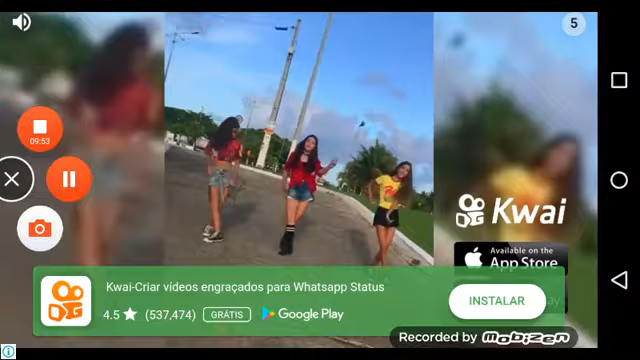 5
09:53
Kwai
Available on the
App Store
Kwai-Criar vídeos engraçados para Whatsapp Status
4.5 (537,474) GRÁTIS Google Play
INSTALAR
Recorded by mobizen